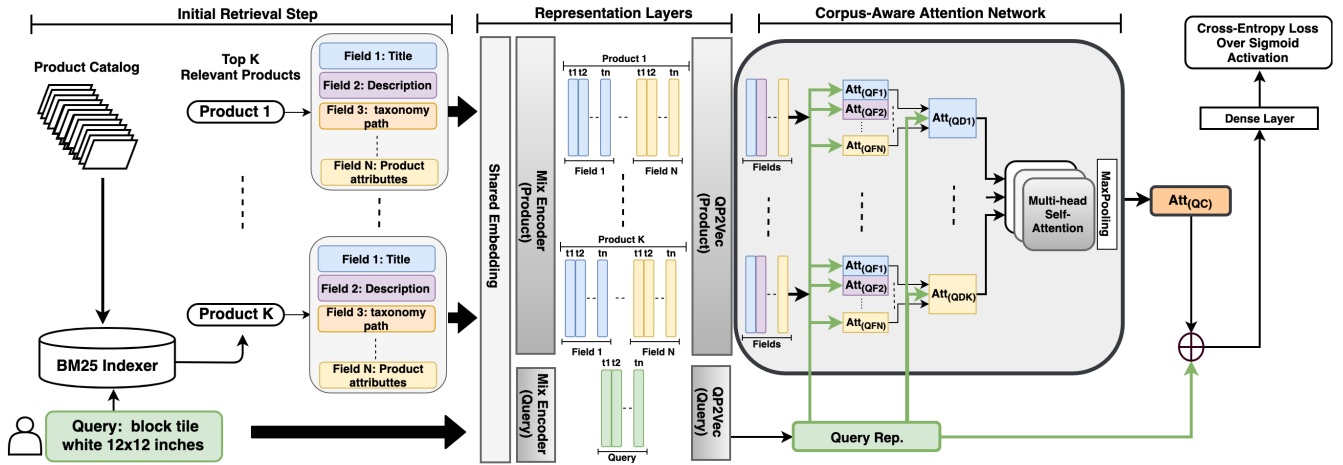 Initial Retrieval Step
Representation Layers
Corpus-Aware Attention Network
Product Catalog
Top K
Relevant Products
Product 1
Field 1: Title
Field 2: Description
Field 3: taxonomy
path
Field N: Product
attributtes
Product K
Field 1: Title
Field 2: Description
Field 3: taxonomy
path
Field N: Product
attributtes
BM25 Indexer
Query: block tile
white 12x12 inches
Shared Embedding
Mix Encoder
(Product)
Mix Encoder
(Query)
Product 1
t1 t2 tn t1 t2 tn
Field 1 Field N
Product K
t1 t2 tn t1 t2 tn
Field 1 Field N
t1 t2 tn
Query
QP2Vec
(Product)
QP2Vec
(Query)
Fields
Att(QF1)
Att(QF2)
Att(QFN)
Att(QD1)
Fields
Att(QF1)
Att(QF2)
Att(QFN)
Att(QDK)
Multi-head
Self-
Attention
MaxPooling
Query Rep.
Att(QC)
Dense Layer
Cross-Entropy Loss
Over Sigmoid
Activation